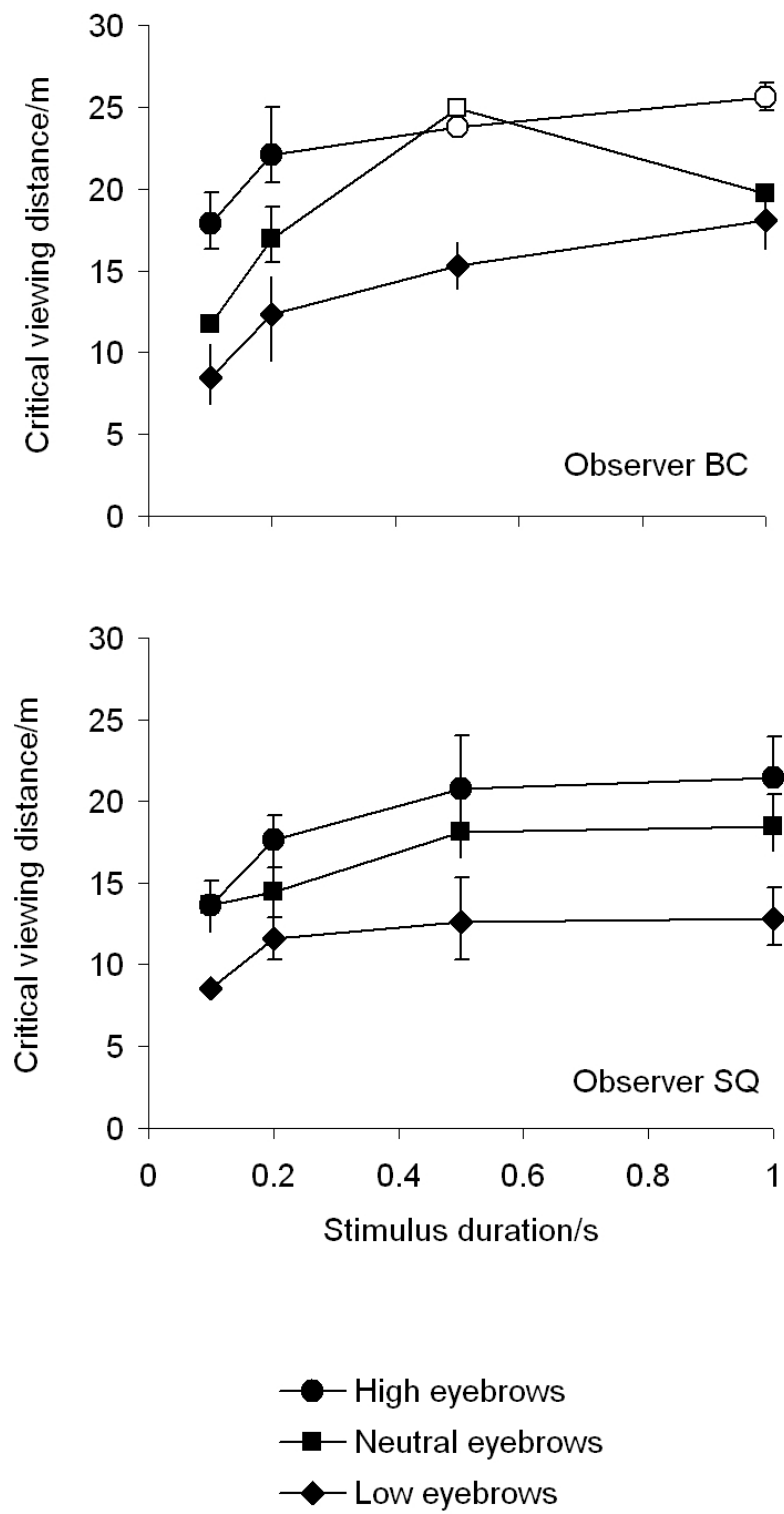 30
25
20
15
10
5
0
Critical viewing distance/m
Observer BC
30
25
20
15
10
5
0
Critical viewing distance/m
Observer SQ
0 0.2 0.4 0.6 0.8 1
Stimulus duration/s
High eyebrows
Neutral eyebrows
Low eyebrows